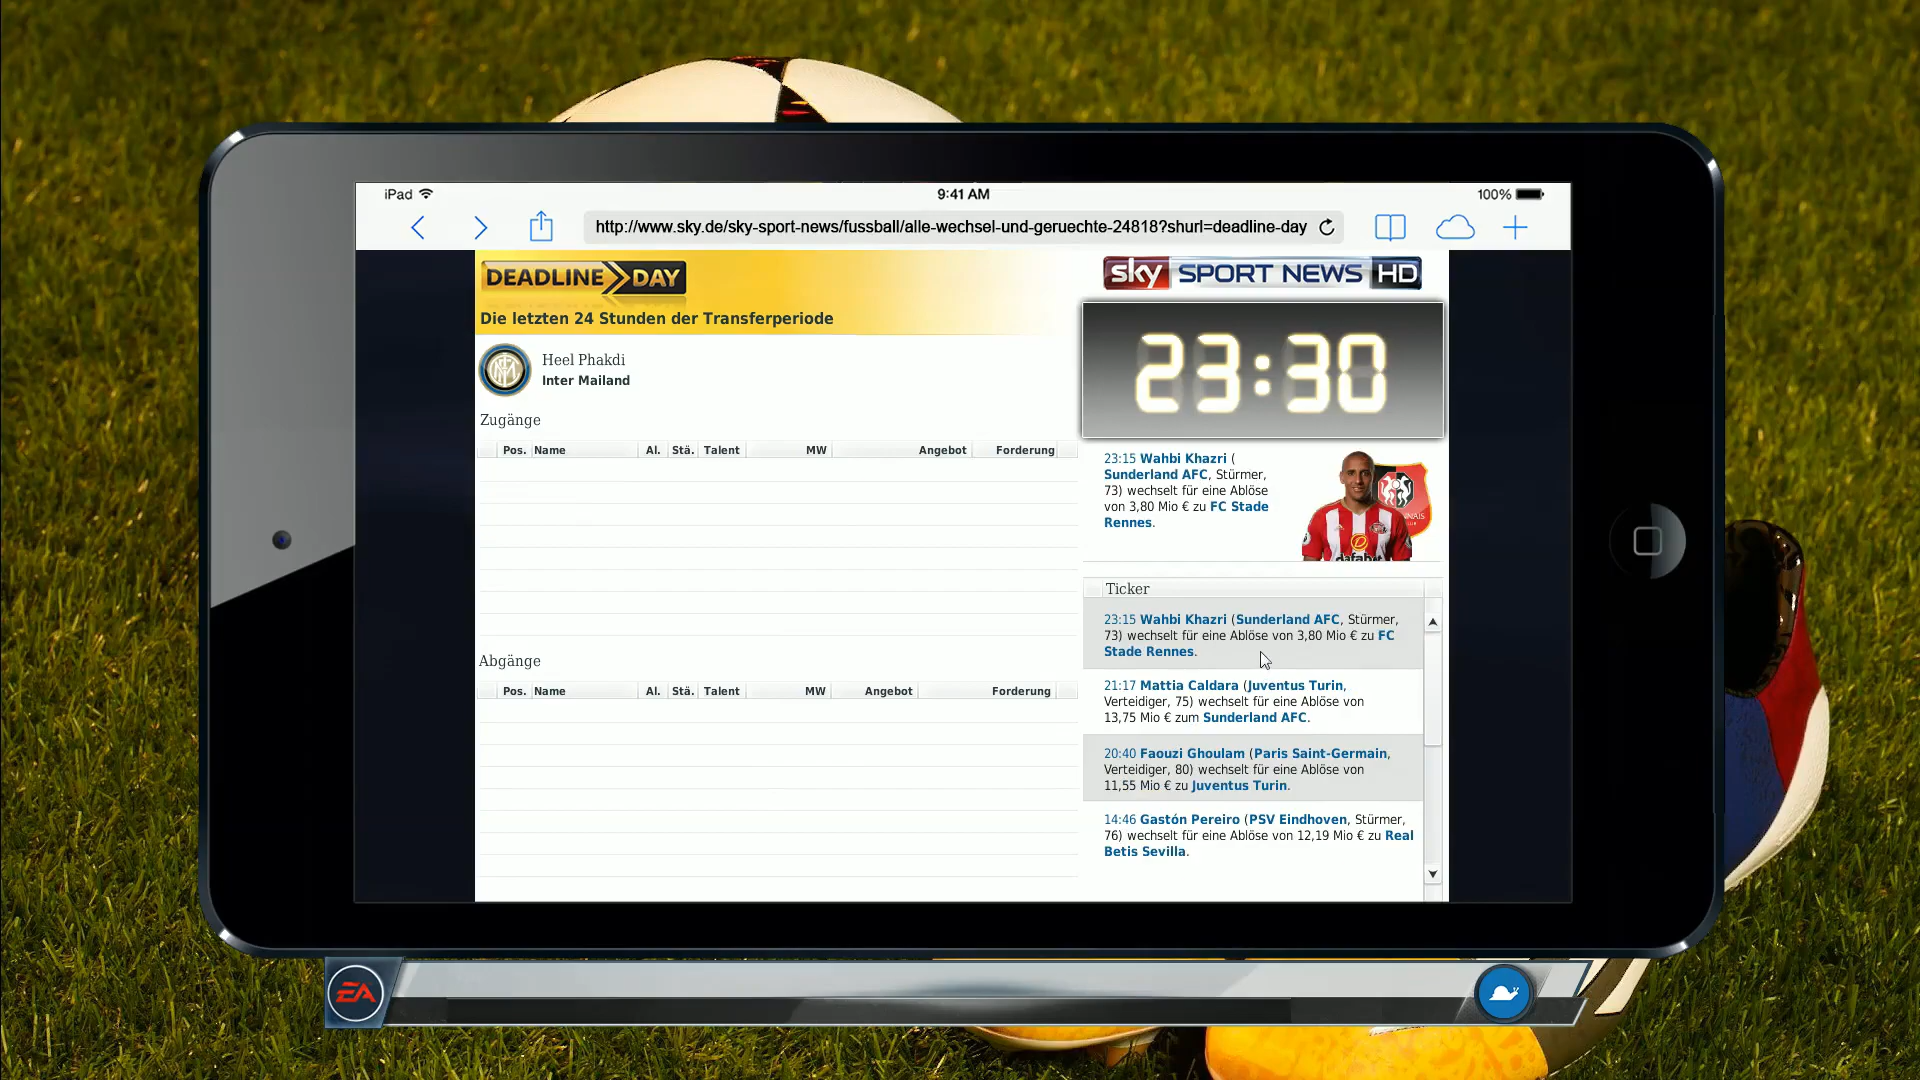 iPad
9:41 AM
100%
http://www.sky.de/sky-sport-news/fussball/alle-wechsel-und-geruechte-24818?shurl=deadline-day
DEADLINE DAY
sky SPORT NEWS HD
Die letzten 24 Stunden der Transferperiode
23:30
Heel Phakdi
Inter Mailand
Zugänge
Pos. Name Al. Stä. Talent MW Angebot Forderung
23:15 Wahbi Khazri (
Sunderland AFC, Stürmer,
73) wechselt für eine Ablöse
von 3,80 Mio € zu FC Stade
Rennes.
Abgänge
Pos. Name Al. Stä. Talent MW Angebot Forderung
Ticker
23:15 Wahbi Khazri (Sunderland AFC, Stürmer,
73) wechselt für eine Ablöse von 3,80 Mio € zu FC
Stade Rennes.
21:17 Mattia Caldara (Juventus Turin,
Verteidiger, 75) wechselt für eine Ablöse von
13,75 Mio € zum Sunderland AFC.
20:40 Faouzi Ghoulam (Paris Saint-Germain,
Verteidiger, 80) wechselt für eine Ablöse von
11,55 Mio € zu Juventus Turin.
14:46 Gastón Pereiro (PSV Eindhoven, Stürmer,
76) wechselt für eine Ablöse von 12,19 Mio € zu Real
Betis Sevilla.
EA